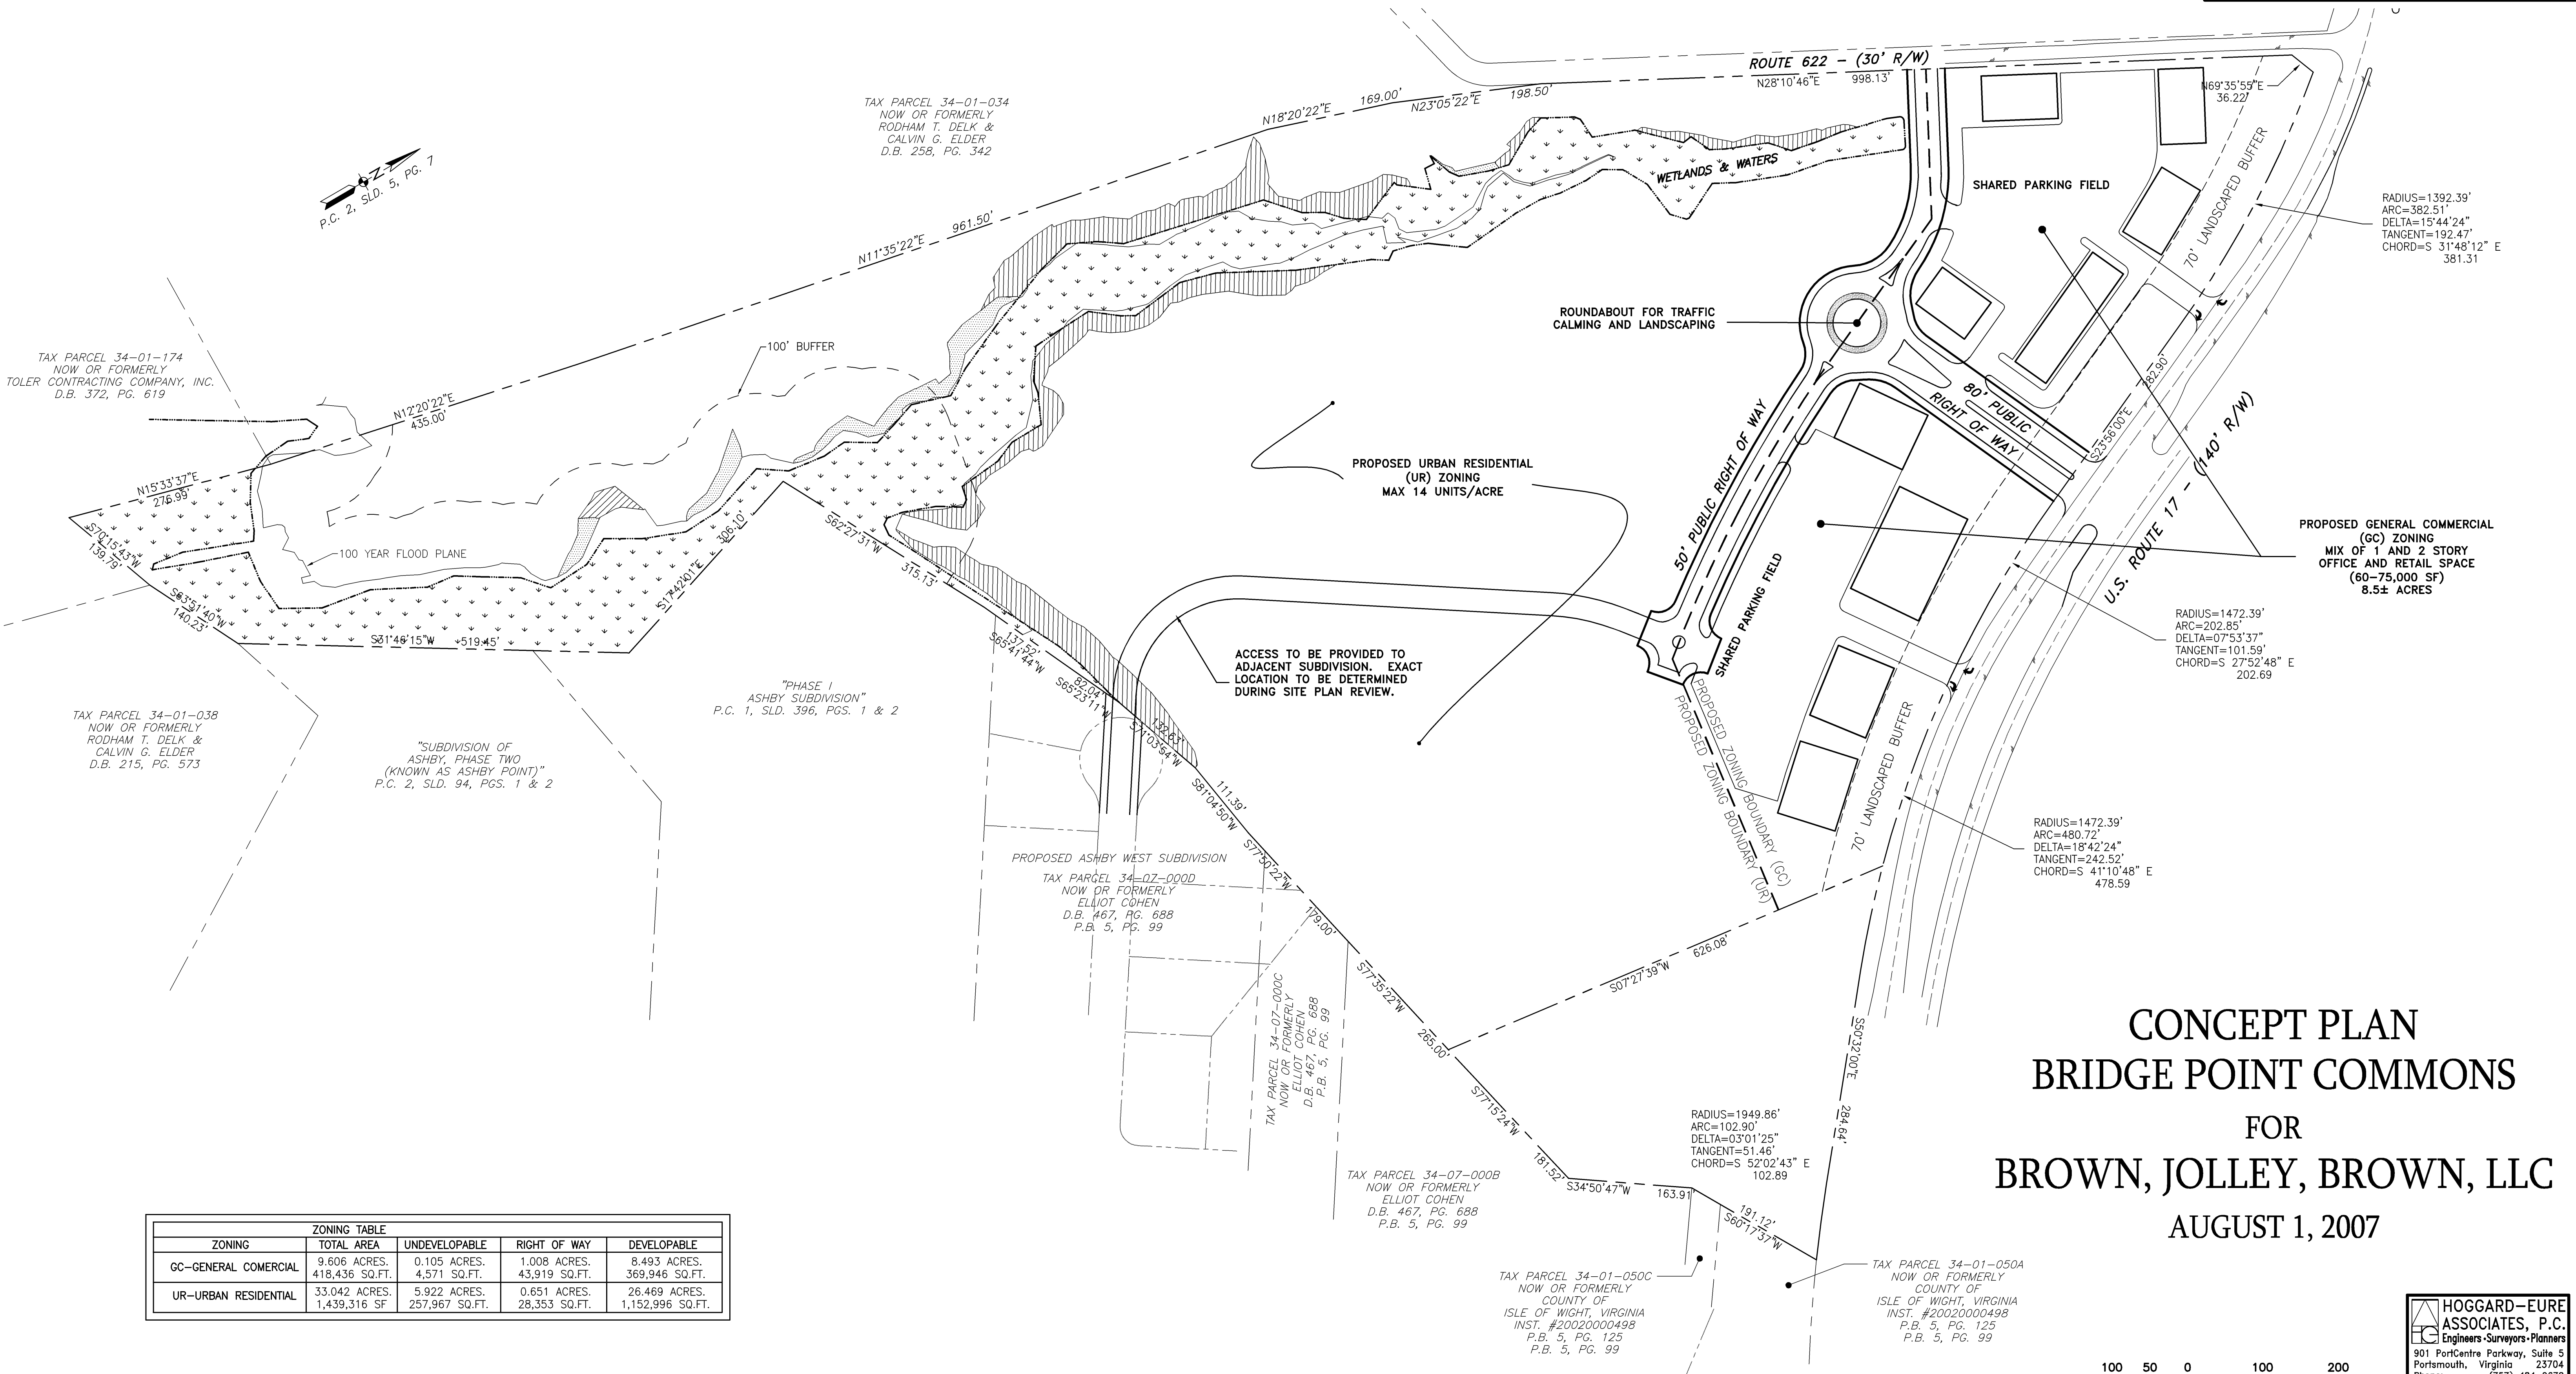 ROUTE 622 – (30' R/W)
N28°10'46"E 998.13'
N69°35'55"E
36.22'
TAX PARCEL 34-01-034
NOW OR FORMERLY
RODHAM T. DELK &
CALVIN G. ELDER
D.B. 258, PG. 342
N18°20'22"E
169.00'
N23°05'22"E
198.50'
N
P.C. 2, SLD. 5, PG. 7
WETLANDS & WATERS
SHARED PARKING FIELD
70' LANDSCAPED BUFFER
RADIUS=1392.39'
ARC=382.51'
DELTA=15°44'24"
TANGENT=192.47'
CHORD=S 31°48'12" E
381.31
N11°35'22"E
961.50'
ROUNDABOUT FOR TRAFFIC
CALMING AND LANDSCAPING
TAX PARCEL 34-01-174
NOW OR FORMERLY
TOLER CONTRACTING COMPANY, INC.
D.B. 372, PG. 619
100' BUFFER
N12°20'22"E
435.00'
80' PUBLIC
RIGHT OF WAY
282.90'
S23°56'00"E
U.S. ROUTE 17 – (140' R/W)
50' PUBLIC RIGHT OF WAY
PROPOSED URBAN RESIDENTIAL
(UR) ZONING
MAX 14 UNITS/ACRE
N15°33'37"E
276.99'
S70°15'43"W
139.79'
100 YEAR FLOOD PLANE
306.10'
S17°42'01"E
S62°27'31"W
315.13'
PROPOSED GENERAL COMMERCIAL
(GC) ZONING
MIX OF 1 AND 2 STORY
OFFICE AND RETAIL SPACE
(60–75,000 SF)
8.5± ACRES
S63°51'40"W
140.23'
S31°46'15"W
519.45'
137.52'
S65°41'44"W
82.04'
S65°23'11"W
132.63'
S71°03'54"W
ACCESS TO BE PROVIDED TO
ADJACENT SUBDIVISION. EXACT
LOCATION TO BE DETERMINED
DURING SITE PLAN REVIEW.
SHARED PARKING FIELD
RADIUS=1472.39'
ARC=202.85'
DELTA=07°53'37"
TANGENT=101.59'
CHORD=S 27°52'48" E
202.69
"PHASE I
ASHBY SUBDIVISION"
P.C. 1, SLD. 396, PGS. 1 & 2
TAX PARCEL 34-01-038
NOW OR FORMERLY
RODHAM T. DELK &
CALVIN G. ELDER
D.B. 215, PG. 573
"SUBDIVISION OF
ASHBY, PHASE TWO
(KNOWN AS ASHBY POINT)"
P.C. 2, SLD. 94, PGS. 1 & 2
PROPOSED ZONING BOUNDARY (GC)
PROPOSED ZONING BOUNDARY (UR)
70' LANDSCAPED BUFFER
111.39'
S81°04'50"W
S77°50'22"W
179.00'
RADIUS=1472.39'
ARC=480.72'
DELTA=18°42'24"
TANGENT=242.52'
CHORD=S 41°10'48" E
478.59
PROPOSED ASHBY WEST SUBDIVISION
TAX PARCEL 34-07-000D
NOW OR FORMERLY
ELLIOT COHEN
D.B. 467, PG. 688
P.B. 5, PG. 99
S07°27'39"W
626.08'
S77°35'22"W
265.00'
TAX PARCEL 34-07-000C
NOW OR FORMERLY
ELLIOT COHEN
D.B. 467, PG. 688
P.B. 5, PG. 99
S50°32'00"E
284.64'
S77°15'24"W
181.52'
CONCEPT PLAN
BRIDGE POINT COMMONS
FOR
BROWN, JOLLEY, BROWN, LLC
AUGUST 1, 2007
RADIUS=1949.86'
ARC=102.90'
DELTA=03°01'25"
TANGENT=51.46'
CHORD=S 52°02'43" E
102.89
TAX PARCEL 34-07-000B
NOW OR FORMERLY
ELLIOT COHEN
D.B. 467, PG. 688
P.B. 5, PG. 99
S34°50'47"W
163.91'
191.12'
S60°17'37"W
ZONING TABLE
ZONING TOTAL AREA UNDEVELOPABLE RIGHT OF WAY DEVELOPABLE
GC–GENERAL COMERCIAL 9.606 ACRES. 0.105 ACRES. 1.008 ACRES. 8.493 ACRES.
418,436 SQ.FT. 4,571 SQ.FT. 43,919 SQ.FT. 369,946 SQ.FT.
UR–URBAN RESIDENTIAL 33.042 ACRES. 5.922 ACRES. 0.651 ACRES. 26.469 ACRES.
1,439,316 SF 257,967 SQ.FT. 28,353 SQ.FT. 1,152,996 SQ.FT.
TAX PARCEL 34-01-050C
NOW OR FORMERLY
COUNTY OF
ISLE OF WIGHT, VIRGINIA
INST. #20020000498
P.B. 5, PG. 125
P.B. 5, PG. 99
TAX PARCEL 34-01-050A
NOW OR FORMERLY
COUNTY OF
ISLE OF WIGHT, VIRGINIA
INST. #20020000498
P.B. 5, PG. 125
P.B. 5, PG. 99
100 50 0 100 200
HOGGARD–EURE
ASSOCIATES, P.C.
Engineers·Surveyors·Planners
901 PortCentre Parkway, Suite 5
Portsmouth, Virginia 23704